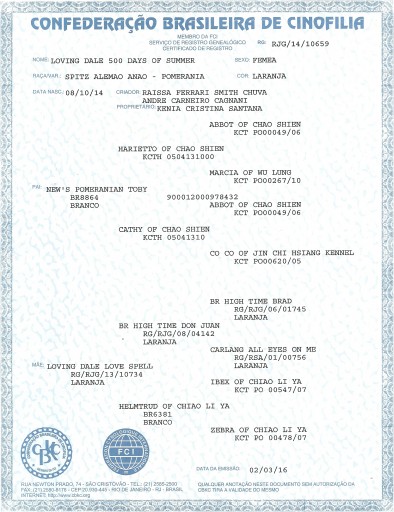 CONFEDERAÇÃO BRASILEIRA DE CINOFILIA
MEMBRO DA FCI
SERVIÇO DE REGISTRO GENEALÓGICO
CERTIFICADO DE REGISTRO
RG: RJG/14/10659
NOME: LOVING DALE 500 DAYS OF SUMMER SEXO: FEMEA
RAÇA/VAR.: SPITZ ALEMAO ANAO - POMERANIA COR: LARANJA
DATA NASC.: 08/10/14 CRIADOR: RAISSA FERRARI SMITH CHUVA
ANDRE CARNEIRO CAGNANI
PROPRIETÁRIO: KENIA CRISTINA SANTANA
ABBOT OF CHAO SHIEN
KCT PO00049/06
HARIETTO OF CHAO SHIEN
KCTH 0504131000
MARCIA OF WU LUNG
KCT PO00267/10
PAI: NEW'S POMERANIAN TOBY
BR8864 900012000978432
BRANCO ABBOT OF CHAO SHIEN
KCT PO00049/06
CATHY OF CHAO SHIEN
KCTH 05041310
CO CO OF JIN CHI HSIANG KENNEL
KCT PO00620/05
BR HIGH TIME BRAD
RG/RJG/06/01745
LARANJA
BR HIGH TIME DON JUAN
RG/RJG/08/04142
LARANJA
CARLANG ALL EYES ON ME
RG/RSA/01/00756
LARANJA
MÃE: LOVING DALE LOVE SPELL
RG/RJG/13/10734
LARANJA
IBEX OF CHIAO LI YA
KCT PO 00547/07
HELMTRUD OF CHIAO LI YA
BR6381
BRANCO
ZEBRA OF CHIAO LI YA
KCT PO 00478/07
CBKC
FCI
DATA DA EMISSÃO: 02/03/16
RUA NEWTON PRADO, 74 - SÃO CRISTÓVÃO - TEL.: (21) 2585-2500
FAX: (21) 2580-8178 - CEP 20.930-445 - RIO DE JANEIRO - RJ - BRASIL
INTERNET: http://www.cbkc.org
QUALQUER ANOTAÇÃO NESTE DOCUMENTO SEM AUTORIZAÇÃO DA
CBKC TIRA A VALIDADE DO MESMO